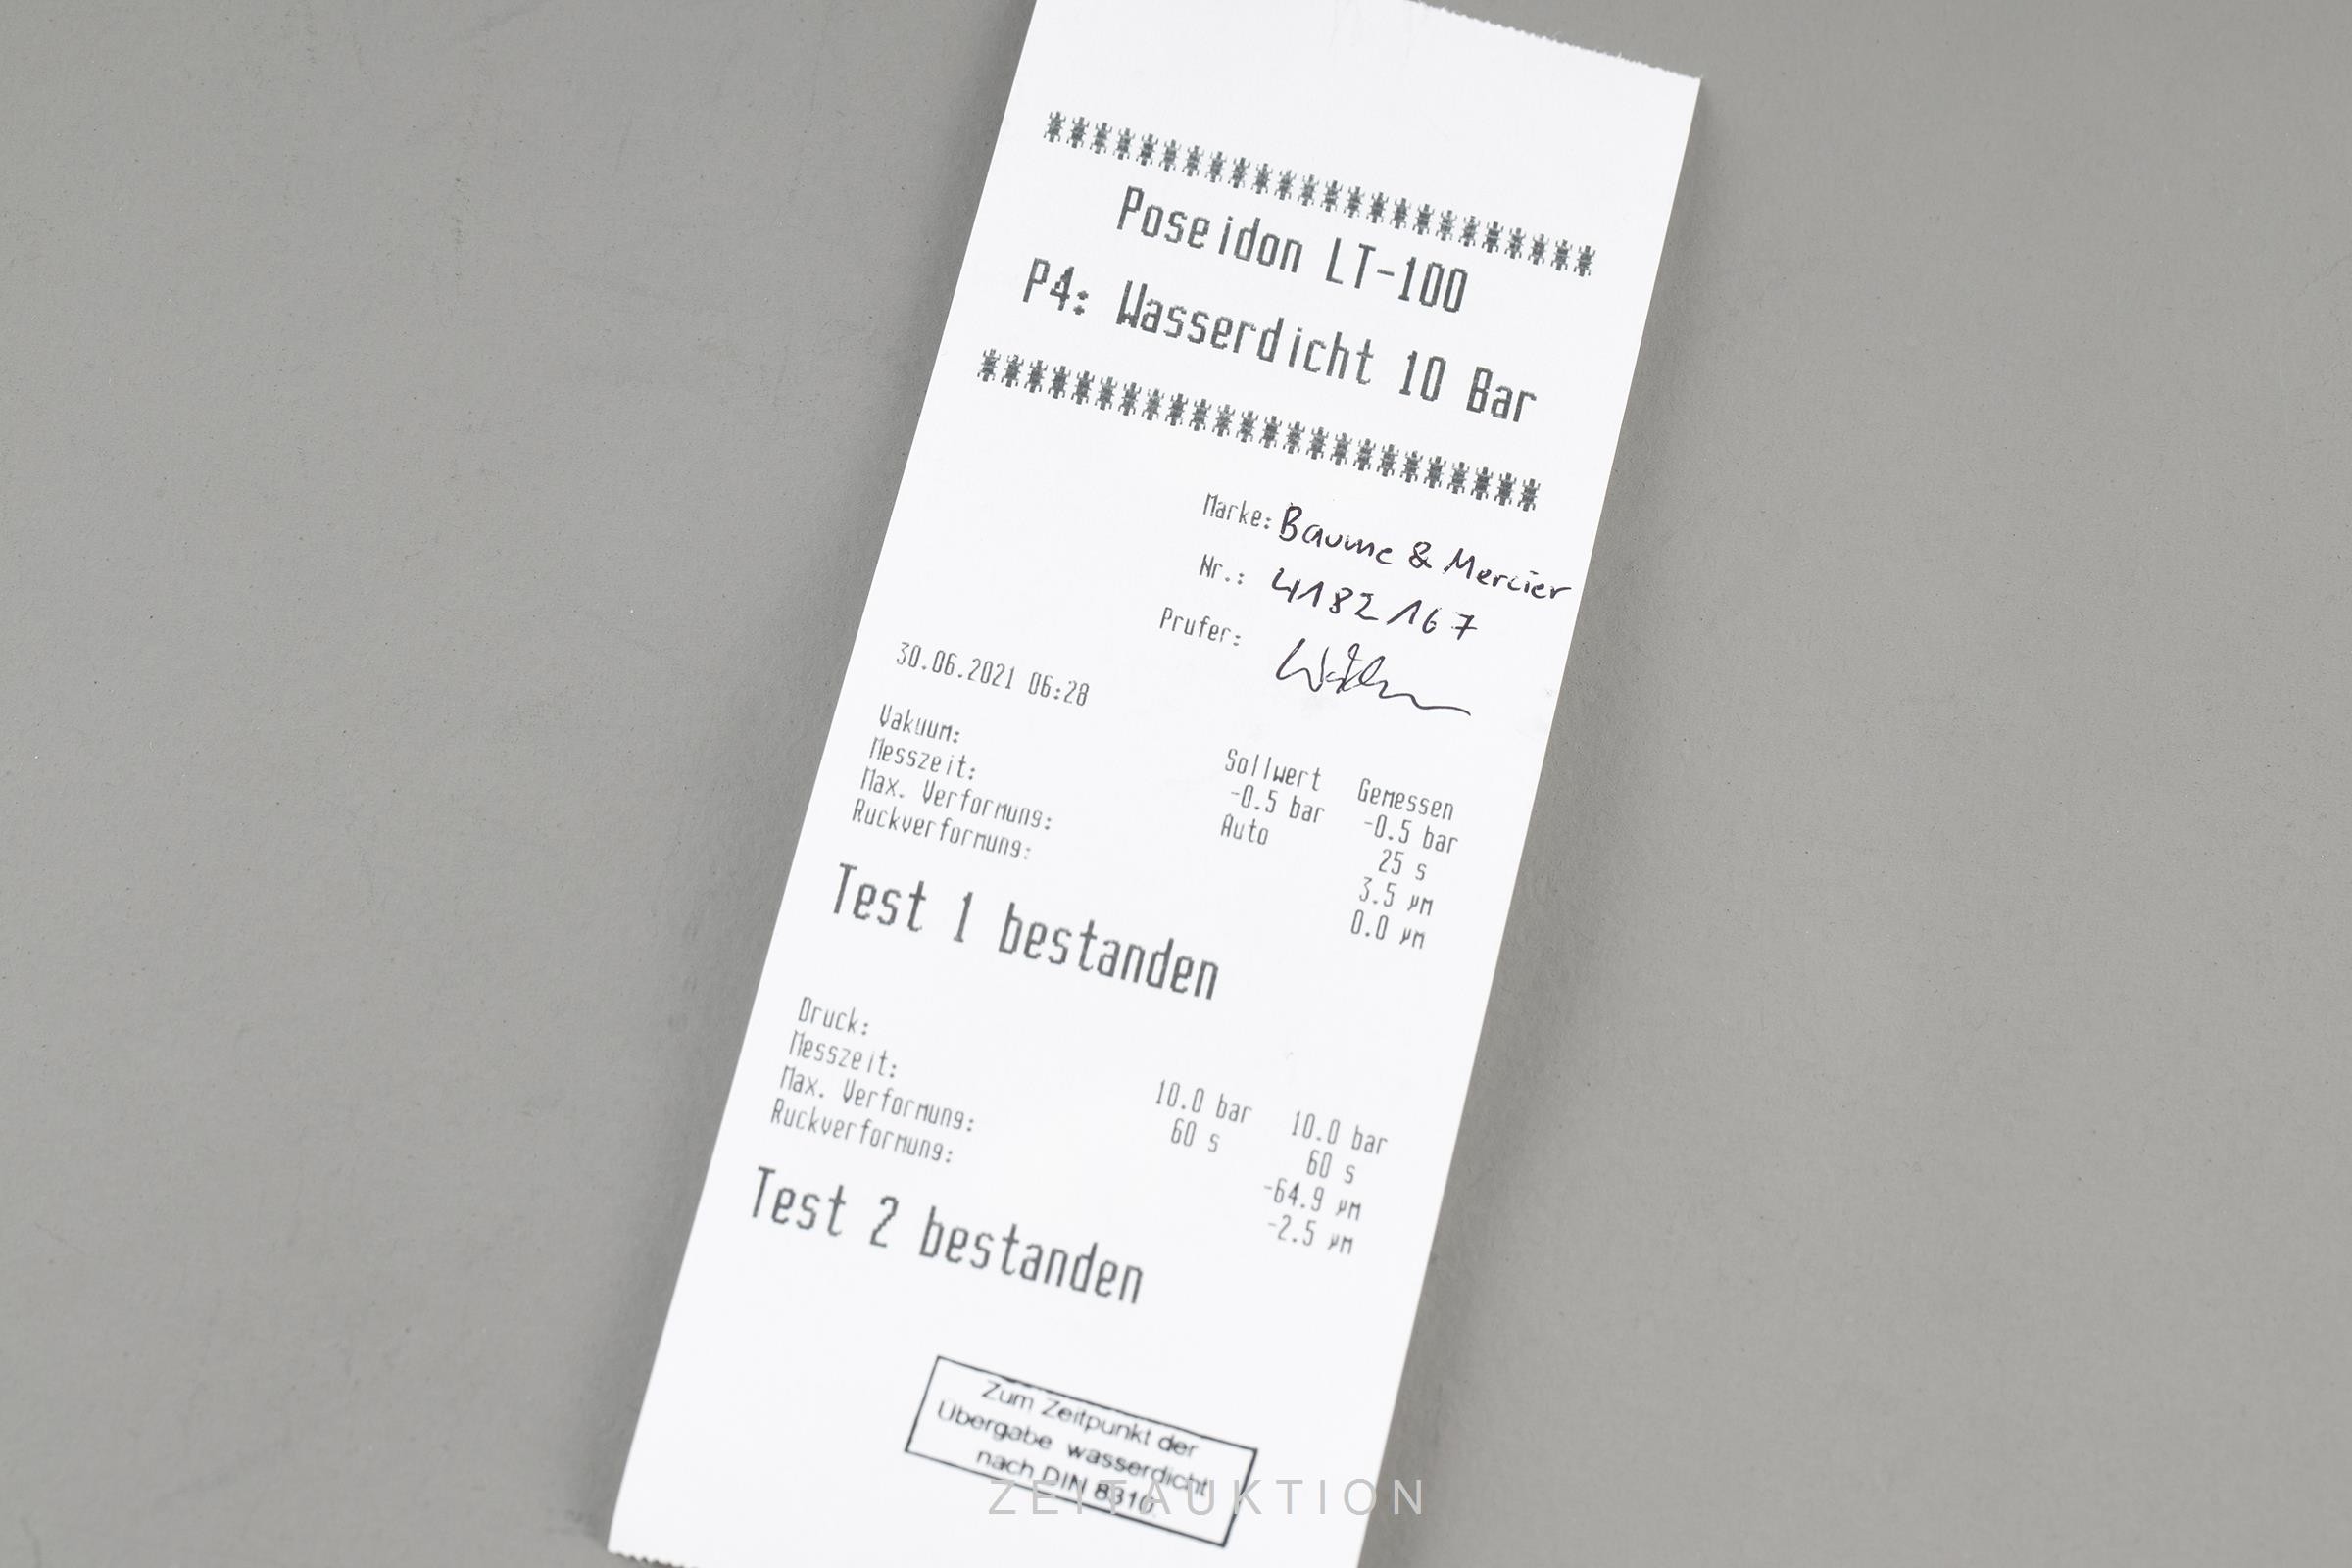 ************************
Poseidon LT-100
P4: Wasserdicht 10 Bar
************************
Marke: Baume & Mercier
Nr.: 4182167
Prufer:
30.06.2021 06:28
Sollwert Gemessen
Vakuum: -0.5 bar -0.5 bar
Messzeit: Auto 25 s
Max. Verformung: 3.5 µm
Ruckverformung: 0.0 µm
Test 1 bestanden
Druck: 10.0 bar 10.0 bar
Messzeit: 60 s 60 s
Max. Verformung: -64.9 µm
Ruckverformung: -2.5 µm
Test 2 bestanden
Zum Zeitpunkt der
Übergabe wasserdicht
nach DIN 8310
ZEITAUKTION